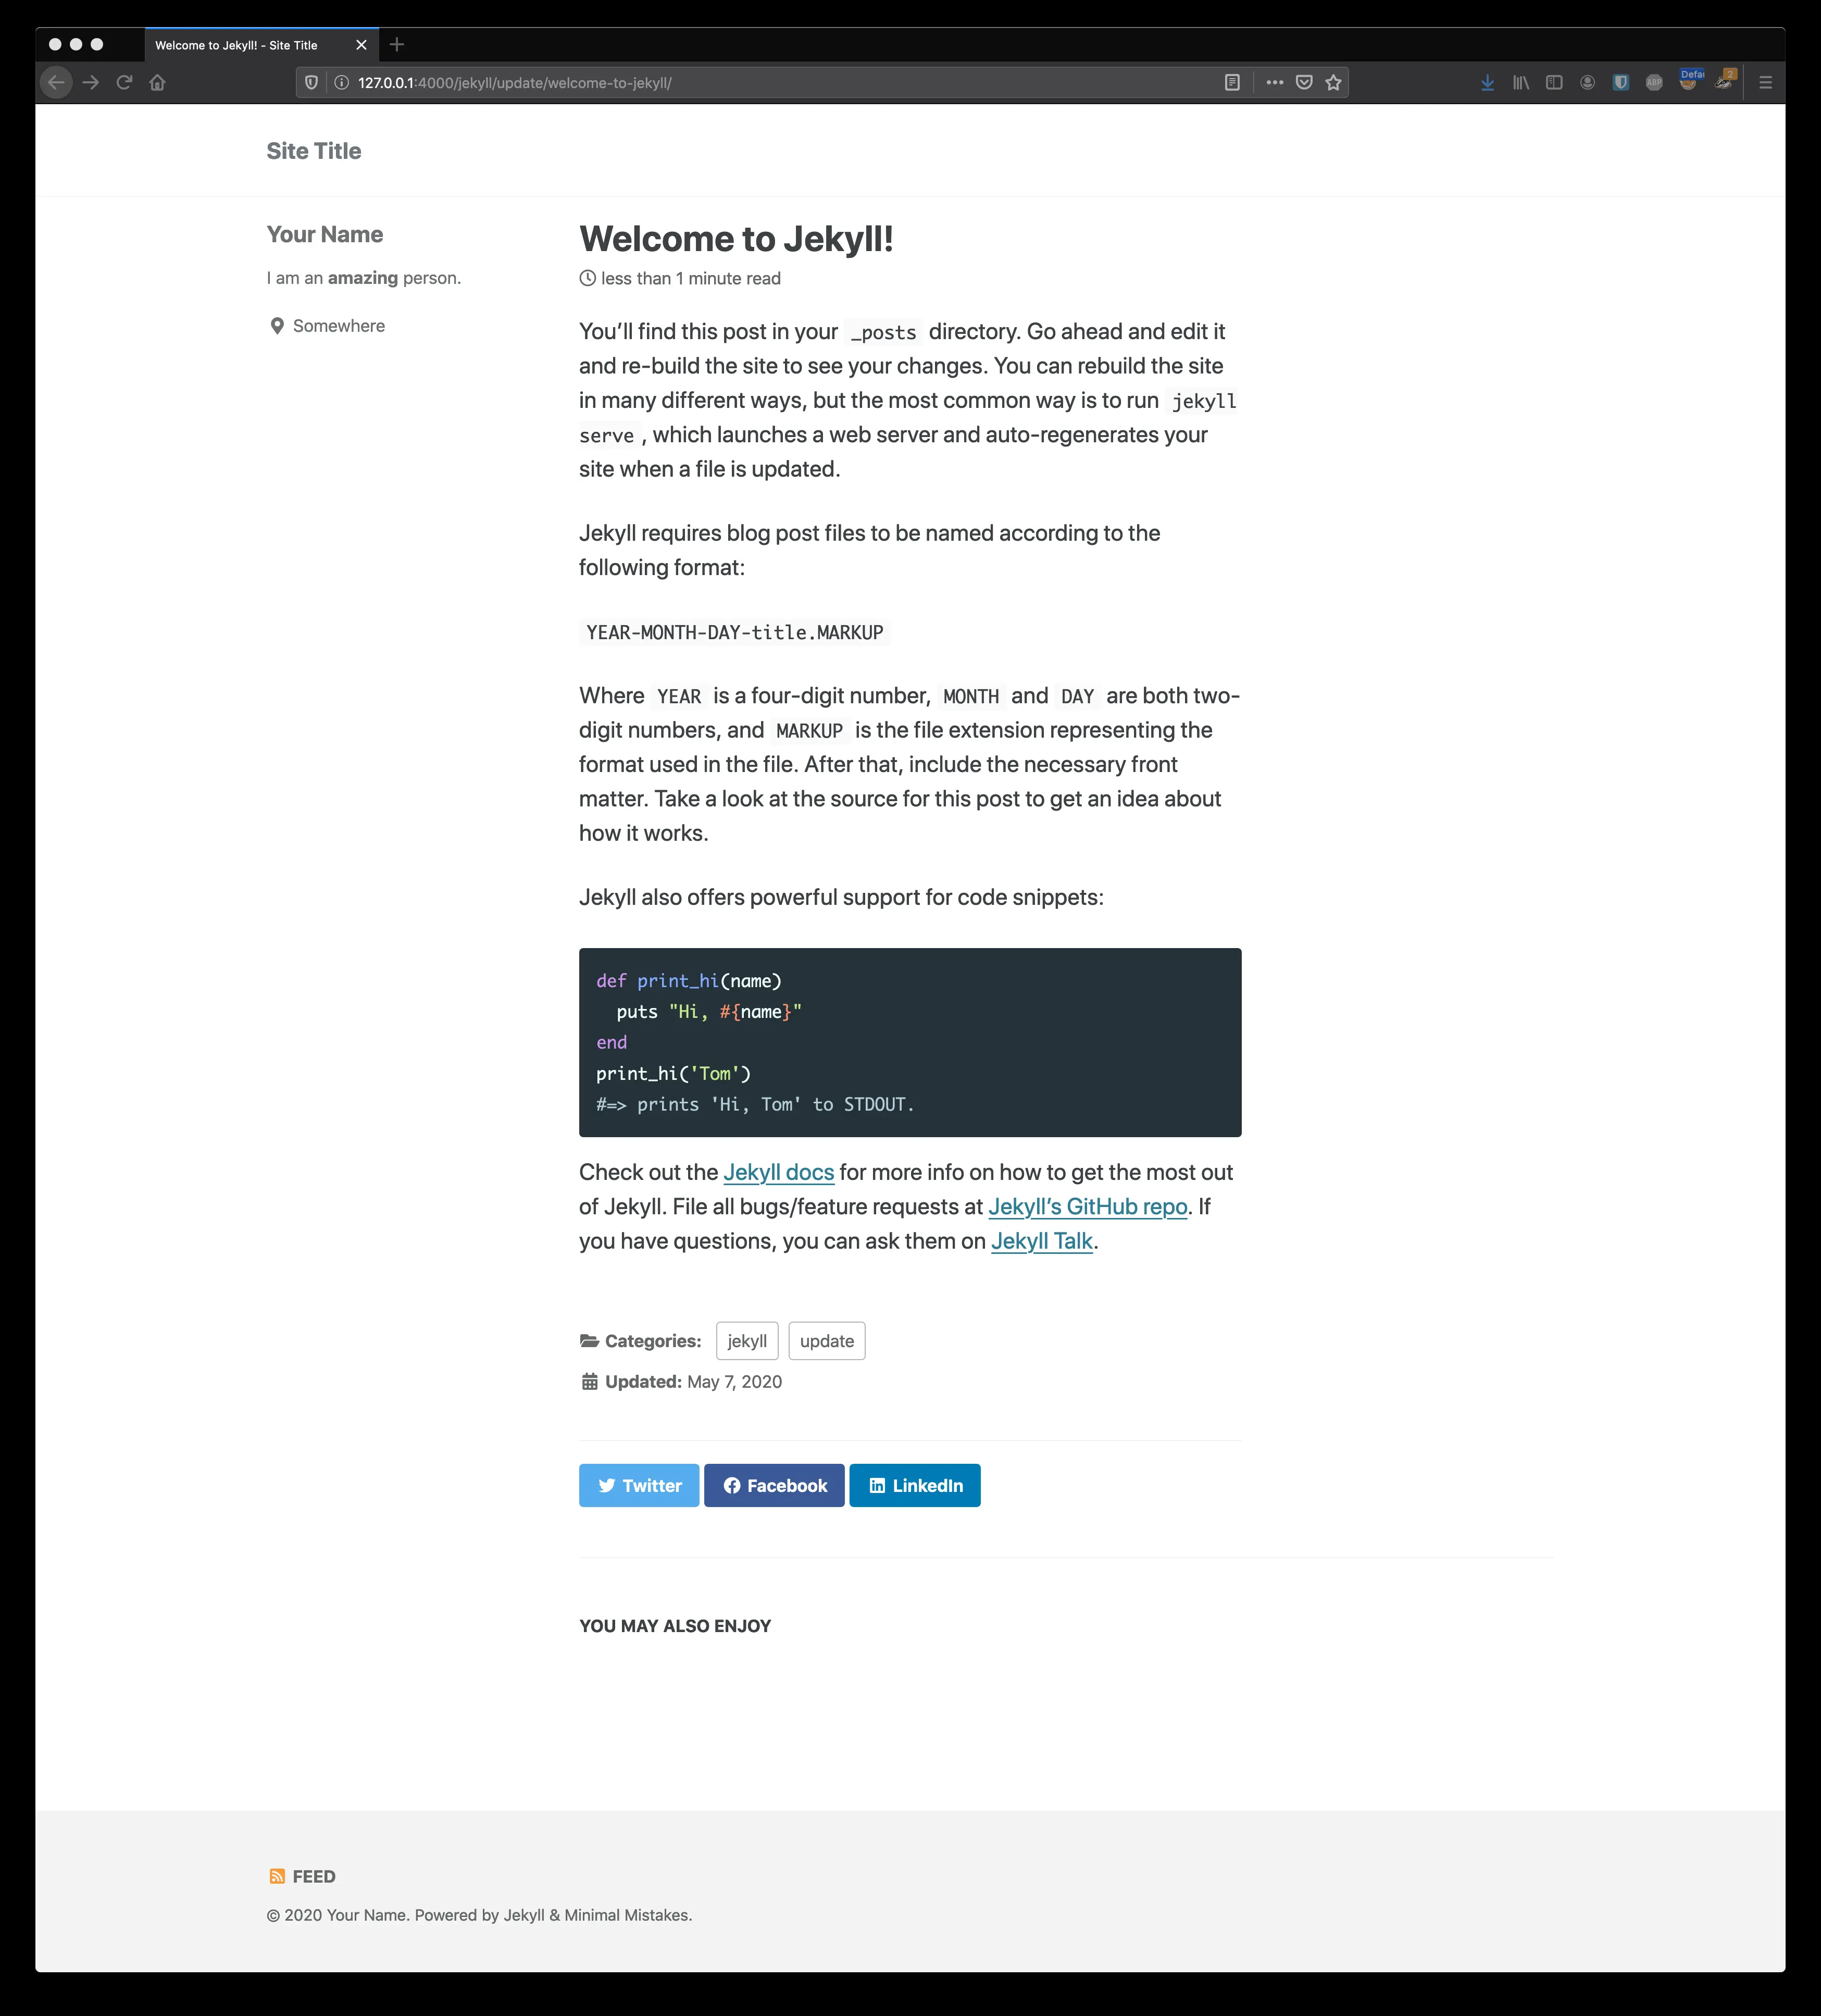 Welcome to Jekyll! - Site Title
127.0.0.1:4000/jekyll/update/welcome-to-jekyll/
ABP
Defa
2
Site Title
Your Name
I am an amazing person.
Somewhere
Welcome to Jekyll!
less than 1 minute read
You’ll find this post in your _posts directory. Go ahead and edit it
and re-build the site to see your changes. You can rebuild the site
in many different ways, but the most common way is to run jekyll
serve , which launches a web server and auto-regenerates your
site when a file is updated.
Jekyll requires blog post files to be named according to the
following format:
YEAR-MONTH-DAY-title.MARKUP
Where YEAR is a four-digit number, MONTH and DAY are both two-
digit numbers, and MARKUP is the file extension representing the
format used in the file. After that, include the necessary front
matter. Take a look at the source for this post to get an idea about
how it works.
Jekyll also offers powerful support for code snippets:
def print_hi(name)
  puts "Hi, #{name}"
end
print_hi('Tom')
#=> prints 'Hi, Tom' to STDOUT.
Check out the Jekyll docs for more info on how to get the most out
of Jekyll. File all bugs/feature requests at Jekyll’s GitHub repo. If
you have questions, you can ask them on Jekyll Talk.
Categories: jekyll update
Updated: May 7, 2020
Twitter Facebook LinkedIn
YOU MAY ALSO ENJOY
FEED
© 2020 Your Name. Powered by Jekyll & Minimal Mistakes.